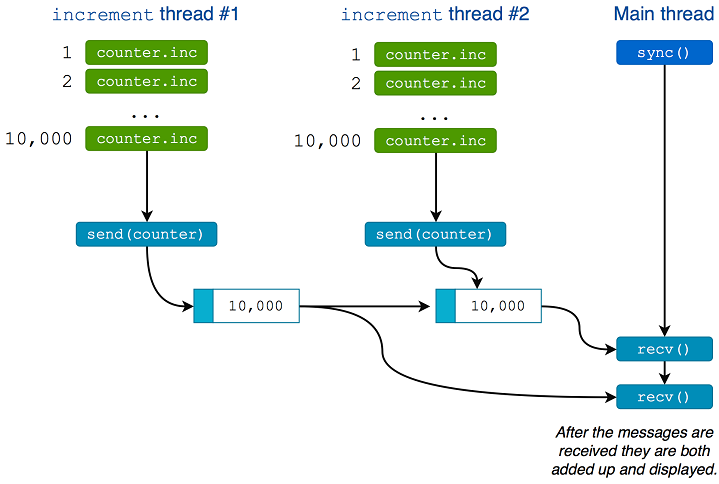 increment thread #1
increment thread #2
Main thread
1 counter.inc
2 counter.inc
...
10,000 counter.inc
1 counter.inc
2 counter.inc
...
10,000 counter.inc
sync()
send(counter)
send(counter)
10,000
10,000
recv()
recv()
After the messages are
received they are both
added up and displayed.